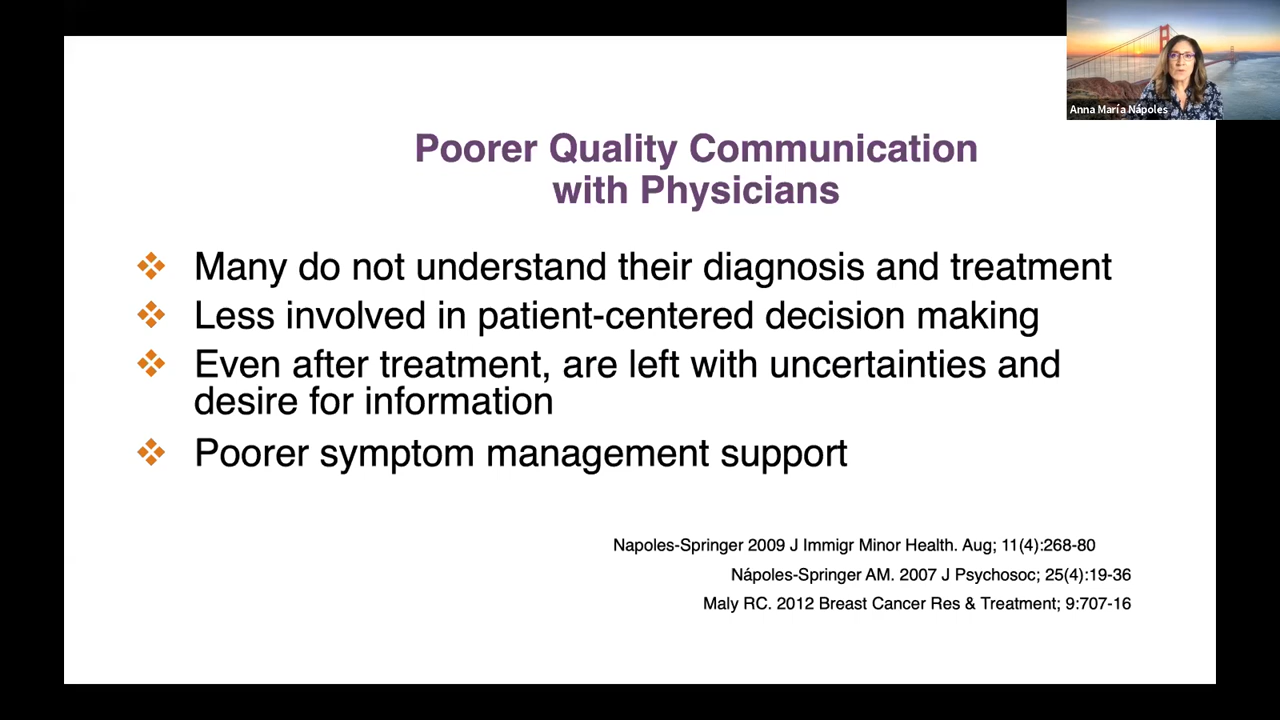 Anna María Nápoles
Poorer Quality Communication
with Physicians
❖ Many do not understand their diagnosis and treatment
❖ Less involved in patient-centered decision making
❖ Even after treatment, are left with uncertainties and
desire for information
❖ Poorer symptom management support
Napoles-Springer 2009 J Immigr Minor Health. Aug; 11(4):268-80
Nápoles-Springer AM. 2007 J Psychosoc; 25(4):19-36
Maly RC. 2012 Breast Cancer Res & Treatment; 9:707-16